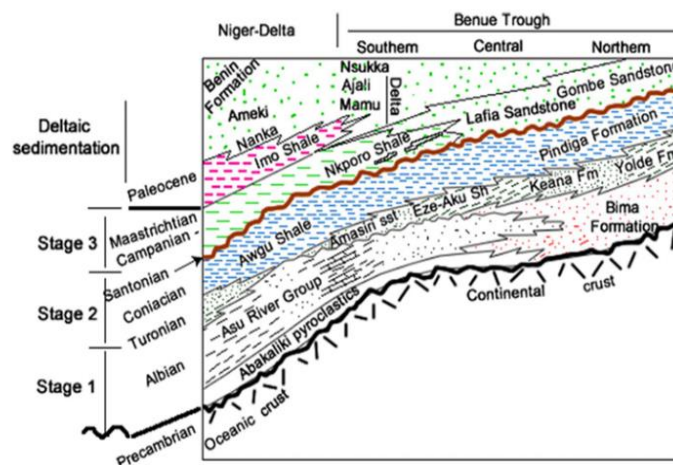 Niger-Delta
Benue Trough
Southern
Central
Northern
Benin
Formation
Nsukka
Ajali
Mamu
Delta
Gombe Sandstone
Lafia Sandstone
Ameki
Nanka
Imo Shale
Nkporo Shale
Pindiga Formation
Deltaic
sedimentation
Paleocene
Stage 3
Maastrichtian
Campanian
Santonian
Awgu Shale
Amasiri sst
Eze-Aku Sh
Keana Fm
Yolde Fm
Bima
Formation
Stage 2
Coniacian
Turonian
Asu River Group
Abakaliki pyroclastics
Continental
crust
Stage 1
Albian
Precambrian
Oceanic crust